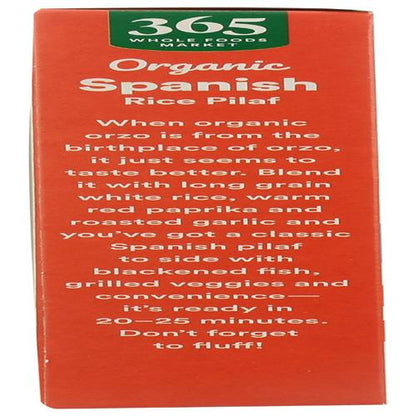 365
WHOLE FOODS
MARKET
Organic
Spanish
Rice Pilaf
When organic
orzo is from the
birthplace of orzo,
it just seems to
taste better. Blend
it with long grain
white rice, warm
red paprika and
roasted garlic and
you've got a classic
Spanish pilaf
to side with
blackened fish,
grilled veggies and
convenience—
it's ready in
20–25 minutes.
Don't forget
to fluff!